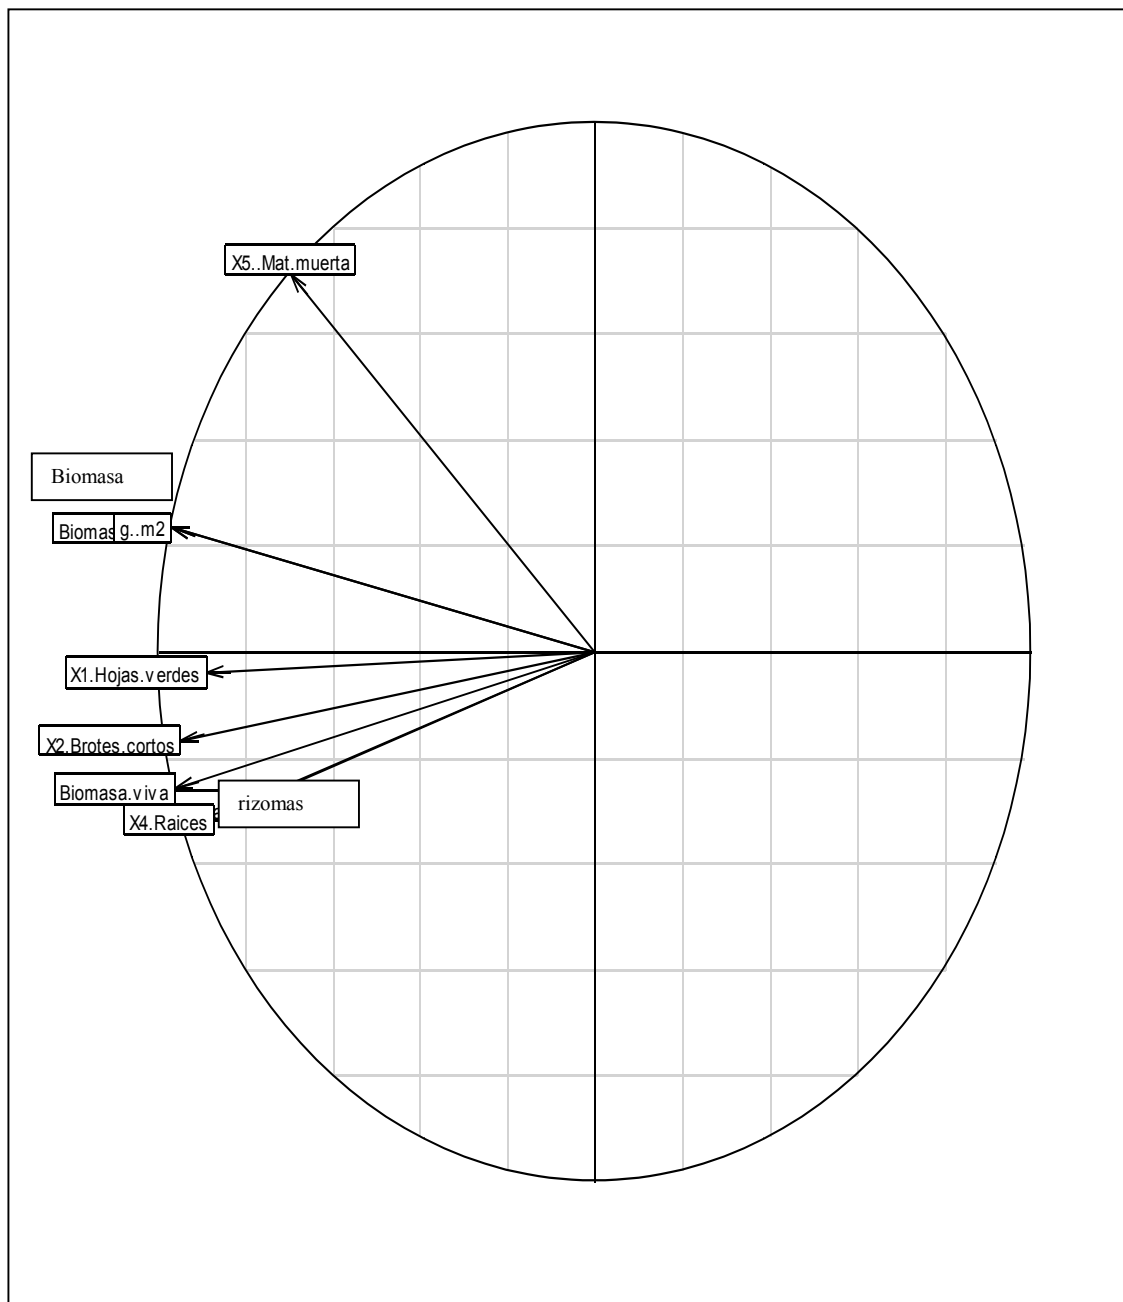 X5..Mat.muerta
Biomasa
Biomas g..m2
X1.Hojas.verdes
X2.Brotes.cortos
Biomasa.viva
rizomas
X4.Raices